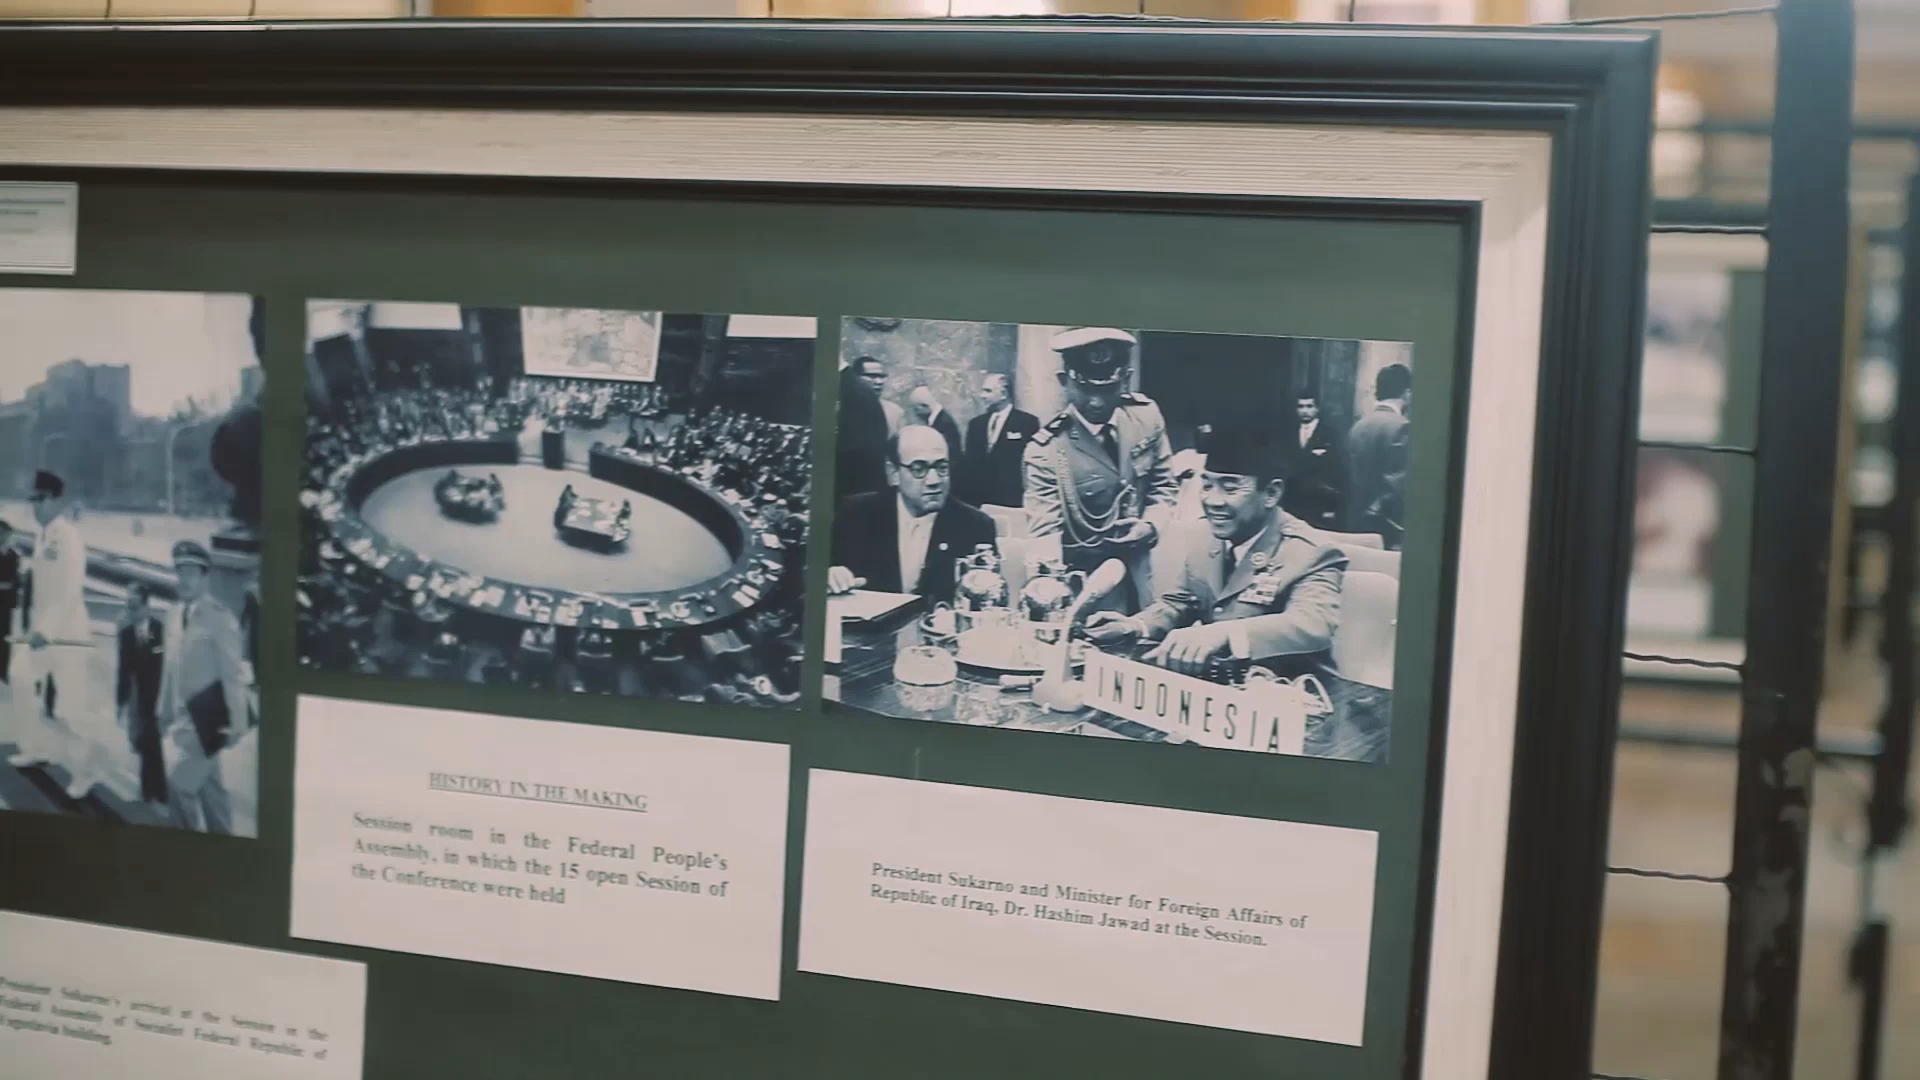 INDONESIA
HISTORY IN THE MAKING
Session room in the Federal People's
Assembly, in which the 15 open Session of
the Conference were held
President Sukarno and Minister for Foreign Affairs of
Republic of Iraq, Dr. Hashim Jawad at the Session.
President Sukarno's arrival at the Session in the
Federal Assembly of Socialist Federal Republic of
Yugoslavia building.